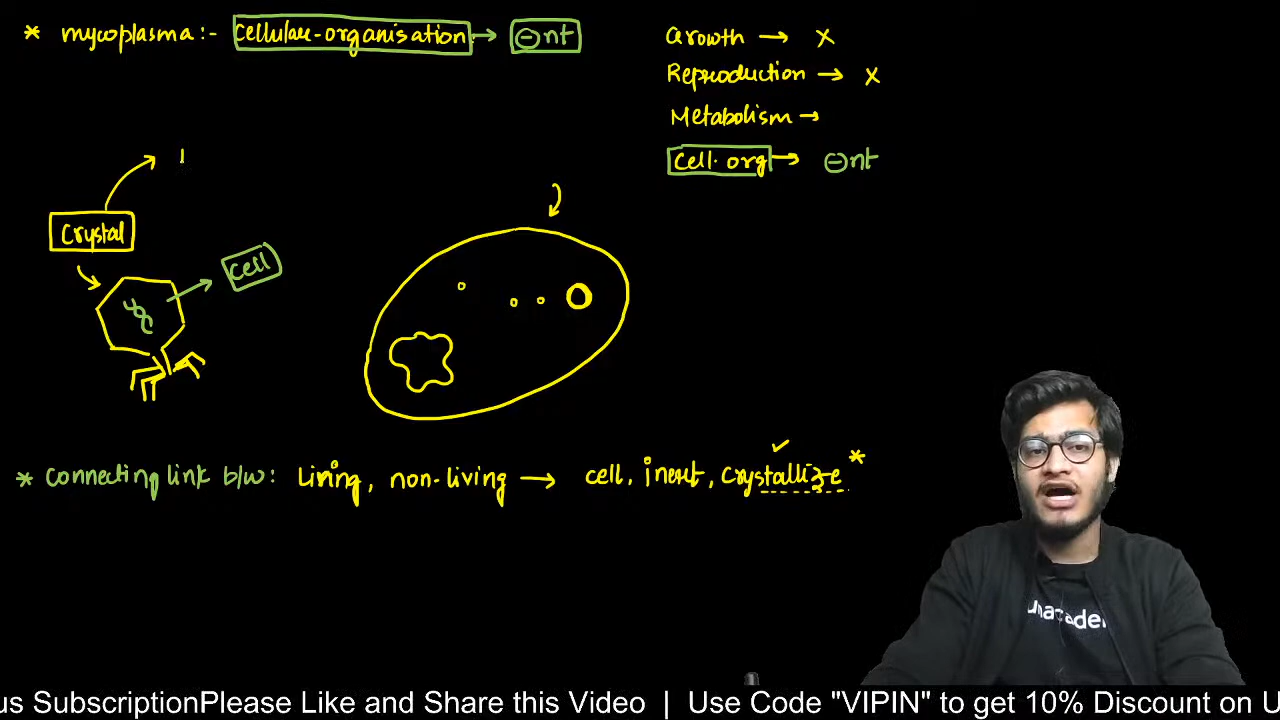 * mycoplasma:- Cellular-organisation → ⊖nt
Growth → x
Reproduction → x
Metabolism →
Cell. org → ⊖nt
Crystal
Cell
* Connecting link b/w: Living, non-living → cell, inert, crystallize *
unacadem
us SubscriptionPlease Like and Share this Video | Use Code "VIPIN" to get 10% Discount on U